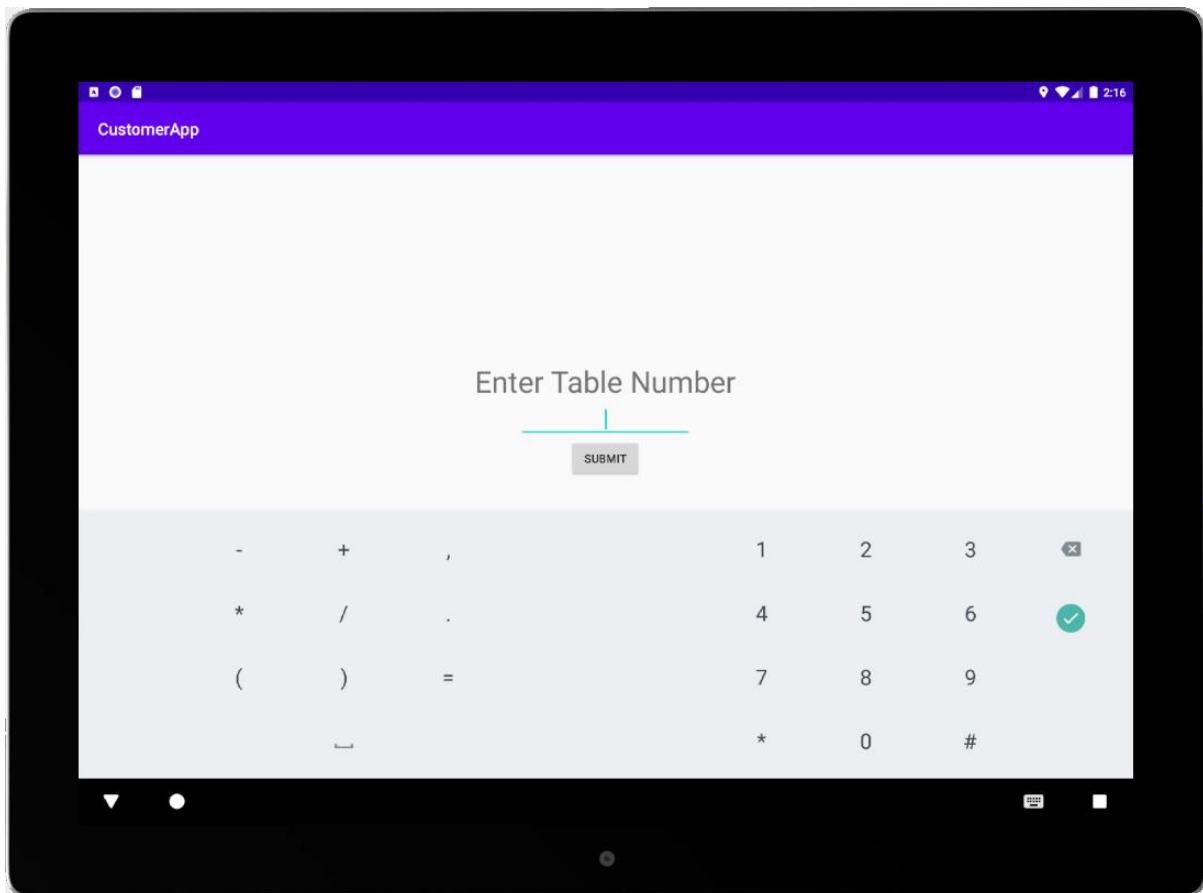 2:16
CustomerApp
Enter Table Number
SUBMIT
- + , 1 2 3
* / . 4 5 6
( ) = 7 8 9
* 0 #